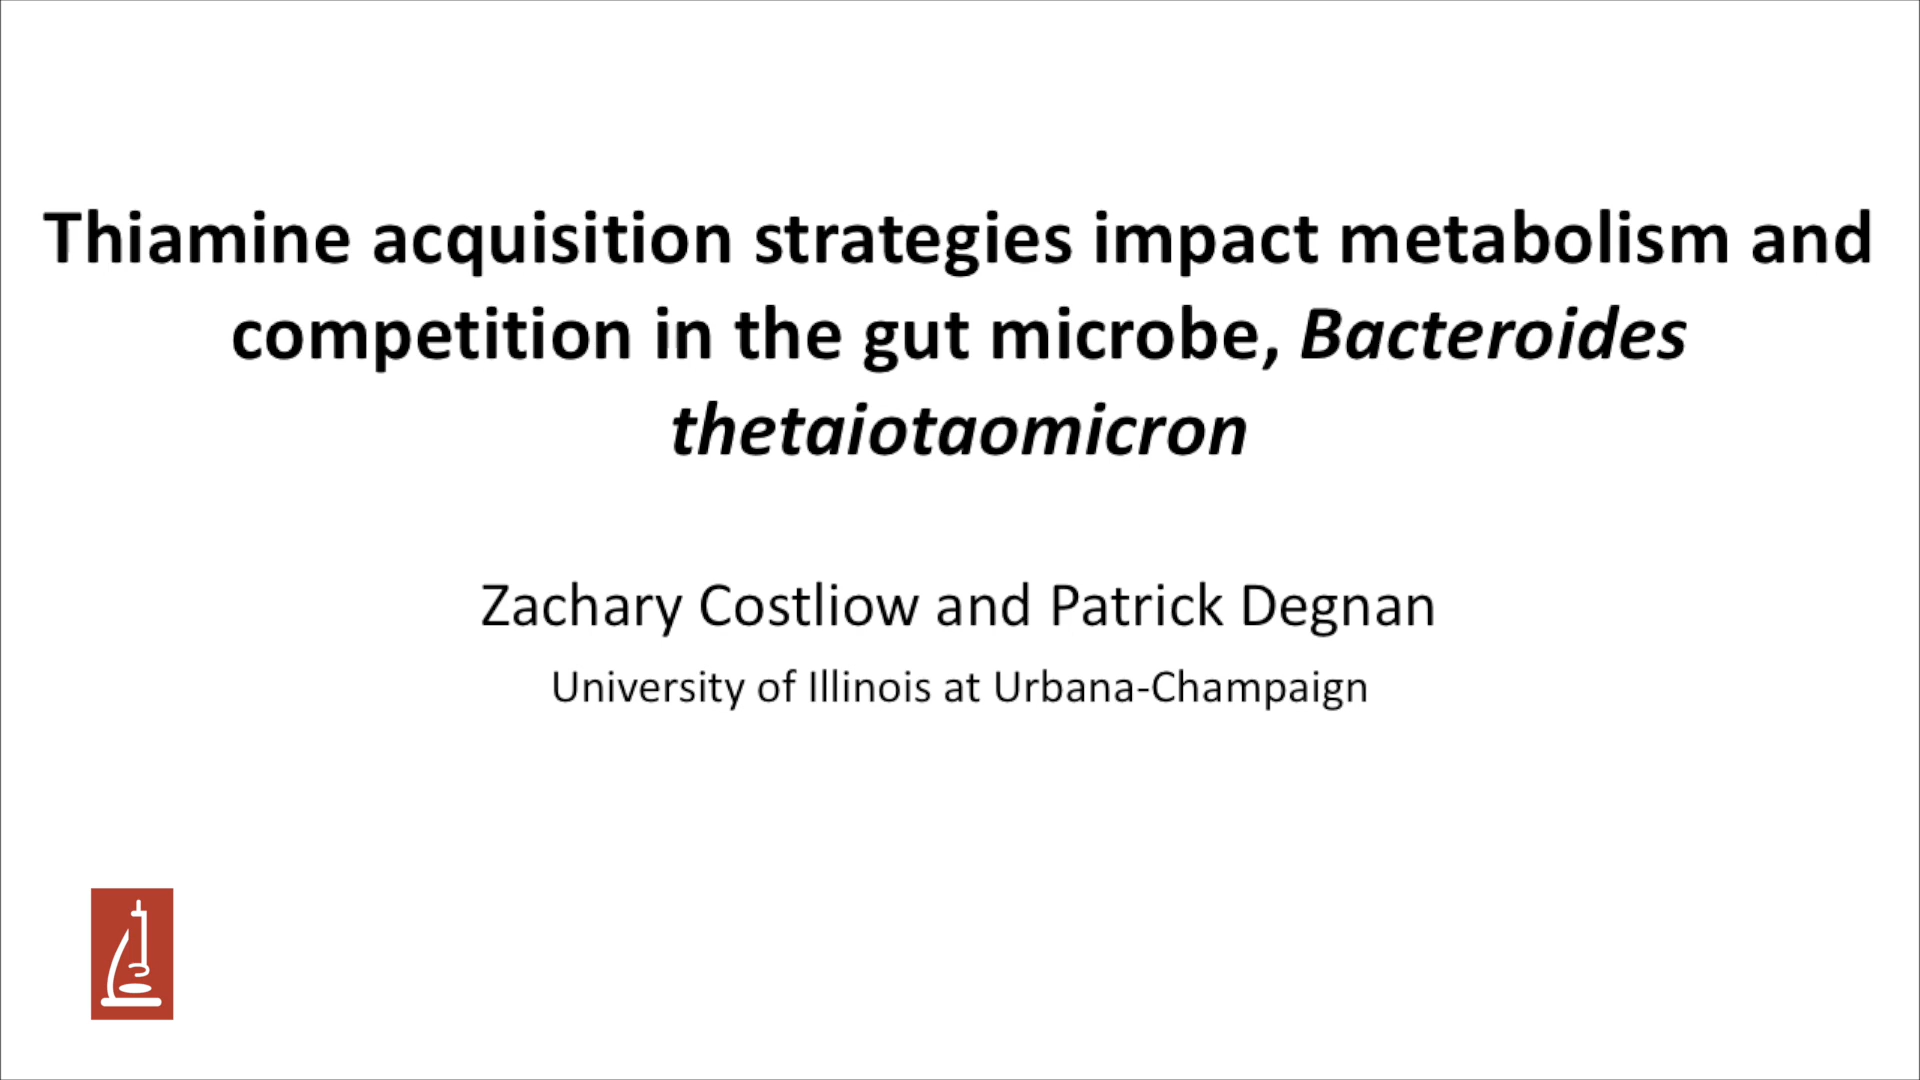 Thiamine acquisition strategies impact metabolism and
competition in the gut microbe, Bacteroides
thetaiotaomicron
Zachary Costliow and Patrick Degnan
University of Illinois at Urbana-Champaign